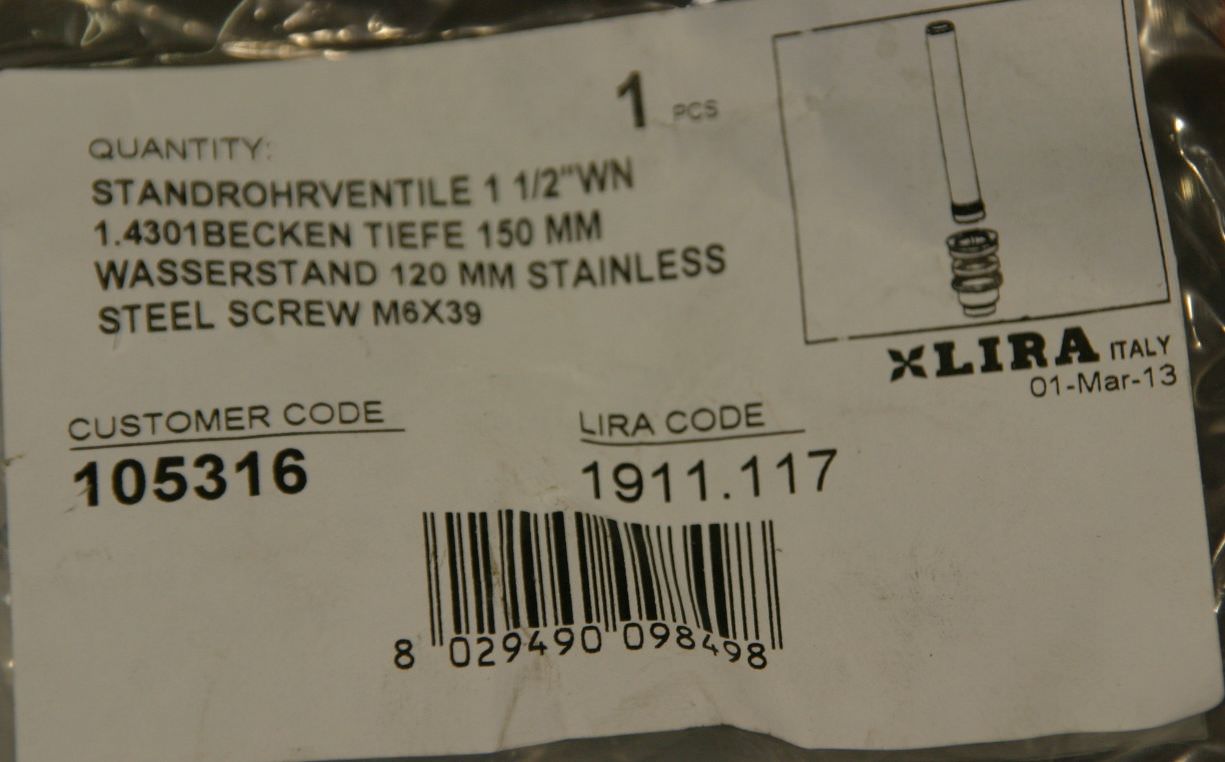 1 PCS
QUANTITY:
STANDROHRVENTILE 1 1/2"WN
1.4301BECKEN TIEFE 150 MM
WASSERSTAND 120 MM STAINLESS
STEEL SCREW M6X39
LIRA ITALY
01-Mar-13
CUSTOMER CODE
105316
LIRA CODE
1911.117
8 029490 098498